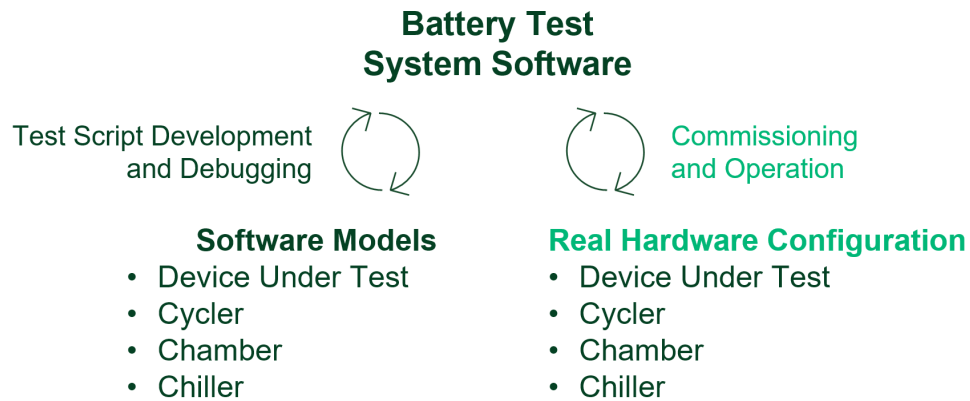 Battery Test
System Software
Test Script Development
and Debugging
Commissioning
and Operation
Software Models
• Device Under Test
• Cycler
• Chamber
• Chiller
Real Hardware Configuration
• Device Under Test
• Cycler
• Chamber
• Chiller